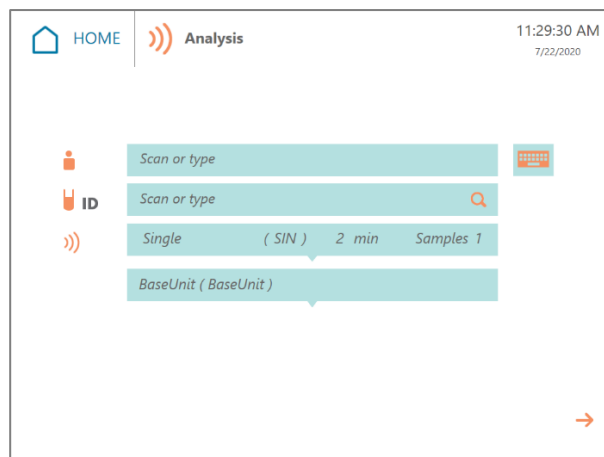 HOME Analysis 11:29:30 AM
7/22/2020
Scan or type
ID Scan or type
Single ( SIN ) 2 min Samples 1
BaseUnit ( BaseUnit )